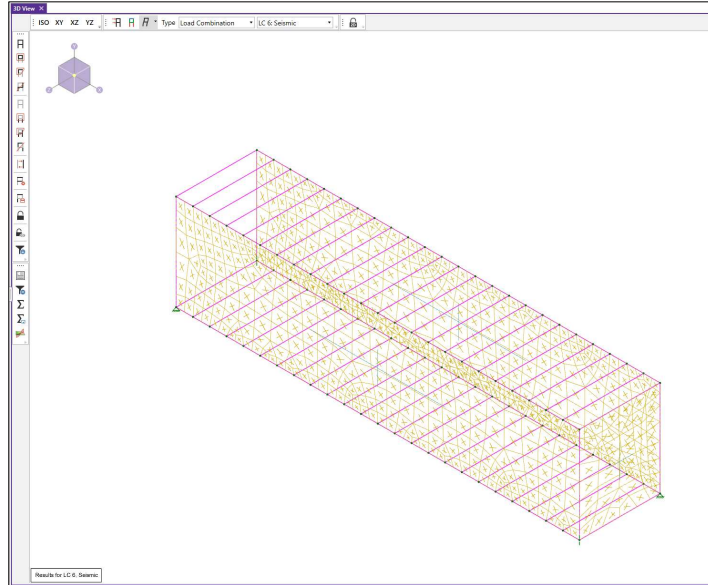 3D View ×
ISO XY XZ YZ Type Load Combination LC 6: Seismic
Results for LC 6, Seismic